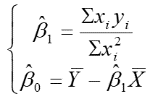 β̂₁ = Σxᵢyᵢ / Σxᵢ²
β̂₀ = Y̅ − β̂₁X̅